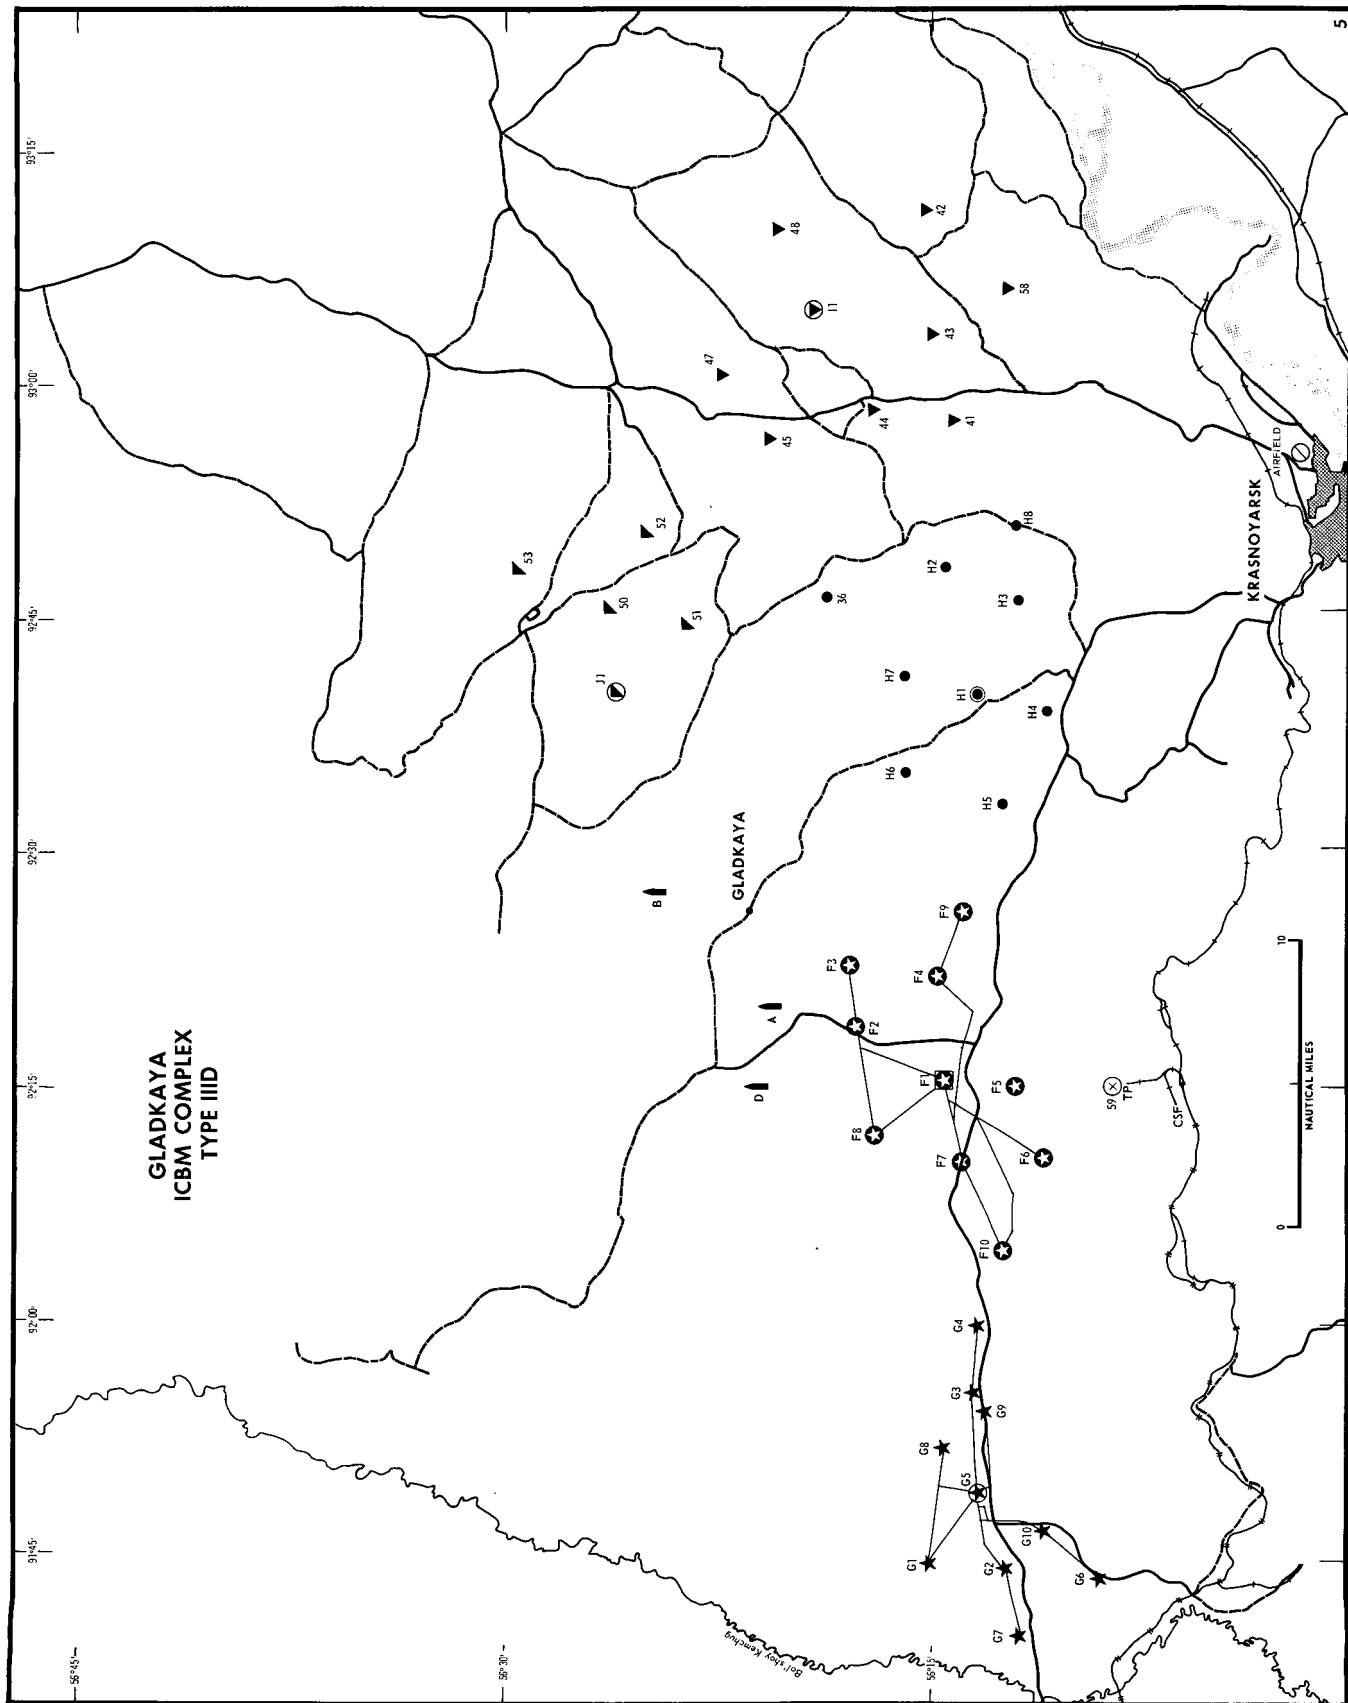 GLADKAYA
ICBM COMPLEX
TYPE IIID
56°45'
56°30'
56°15'
91°45'
92°00'
92°15'
92°30'
92°45'
93°00'
93°15'
Bol'shoy Kemchug
G1
G2
G3
G4
G5
G6
G7
G8
G9
G10
F1
F2
F3
F4
F5
F6
F7
F8
F9
F10
D
A
B
GLADKAYA
H1
H2
H3
H4
H5
H6
H7
H8
36
J1
50
51
52
53
I1
41
42
43
44
45
47
48
58
59
TP
CSF
KRASNOYARSK
AIRFIELD
0
10
NAUTICAL MILES
5